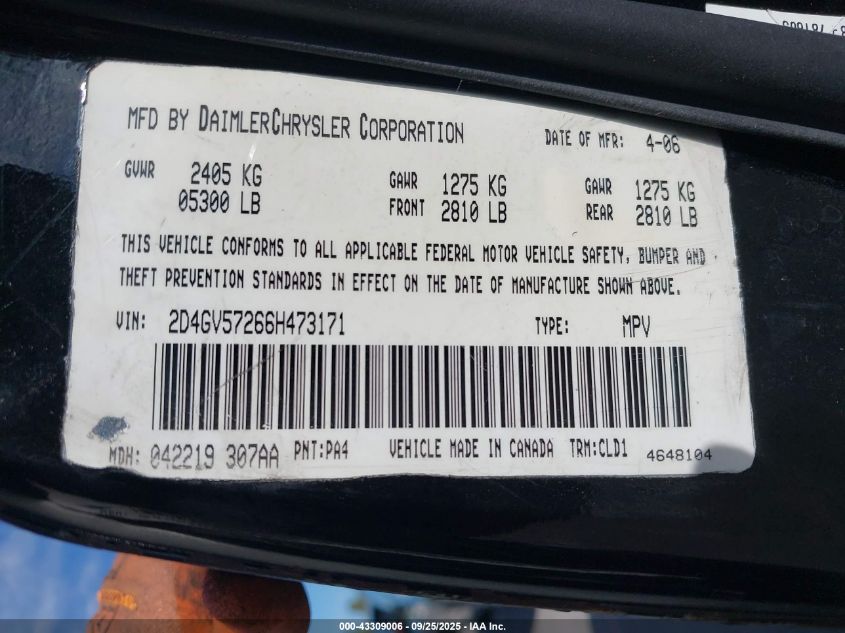 MFD BY DAIMLERCHRYSLER CORPORATION DATE OF MFR: 4-06
GVWR 2405 KG GAWR 1275 KG GAWR 1275 KG
05300 LB FRONT 2810 LB REAR 2810 LB
THIS VEHICLE CONFORMS TO ALL APPLICABLE FEDERAL MOTOR VEHICLE SAFETY, BUMPER AND
THEFT PREVENTION STANDARDS IN EFFECT ON THE DATE OF MANUFACTURE SHOWN ABOVE.
VIN: 2D4GV57266H473171 TYPE: MPV
MDH: 042219 307AA PNT:PA4 VEHICLE MADE IN CANADA TRM:CLD1 4648104
000-43309006 - 09/25/2025 - IAA Inc.